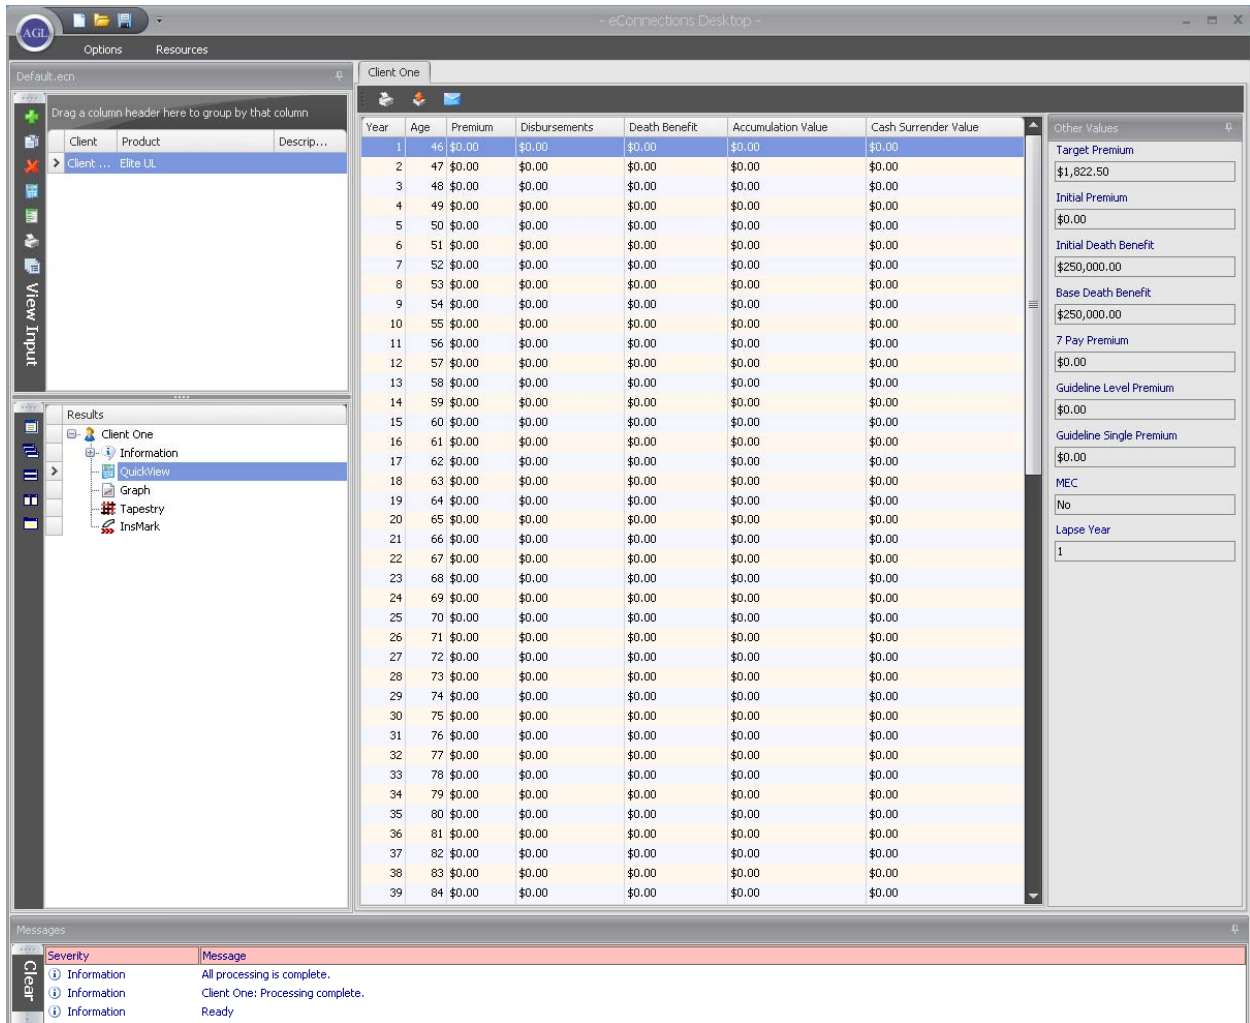 AGL
- eConnections Desktop -
Options Resources
Default.ecn
Drag a column header here to group by that column
Client Product Descrip...
Client ... Elite UL
View Input
Results
Client One
Information
QuickView
Graph
Tapestry
InsMark
Client One
Year Age Premium Disbursements Death Benefit Accumulation Value Cash Surrender Value
1 46 $0.00 $0.00 $0.00 $0.00 $0.00
2 47 $0.00 $0.00 $0.00 $0.00 $0.00
3 48 $0.00 $0.00 $0.00 $0.00 $0.00
4 49 $0.00 $0.00 $0.00 $0.00 $0.00
5 50 $0.00 $0.00 $0.00 $0.00 $0.00
6 51 $0.00 $0.00 $0.00 $0.00 $0.00
7 52 $0.00 $0.00 $0.00 $0.00 $0.00
8 53 $0.00 $0.00 $0.00 $0.00 $0.00
9 54 $0.00 $0.00 $0.00 $0.00 $0.00
10 55 $0.00 $0.00 $0.00 $0.00 $0.00
11 56 $0.00 $0.00 $0.00 $0.00 $0.00
12 57 $0.00 $0.00 $0.00 $0.00 $0.00
13 58 $0.00 $0.00 $0.00 $0.00 $0.00
14 59 $0.00 $0.00 $0.00 $0.00 $0.00
15 60 $0.00 $0.00 $0.00 $0.00 $0.00
16 61 $0.00 $0.00 $0.00 $0.00 $0.00
17 62 $0.00 $0.00 $0.00 $0.00 $0.00
18 63 $0.00 $0.00 $0.00 $0.00 $0.00
19 64 $0.00 $0.00 $0.00 $0.00 $0.00
20 65 $0.00 $0.00 $0.00 $0.00 $0.00
21 66 $0.00 $0.00 $0.00 $0.00 $0.00
22 67 $0.00 $0.00 $0.00 $0.00 $0.00
23 68 $0.00 $0.00 $0.00 $0.00 $0.00
24 69 $0.00 $0.00 $0.00 $0.00 $0.00
25 70 $0.00 $0.00 $0.00 $0.00 $0.00
26 71 $0.00 $0.00 $0.00 $0.00 $0.00
27 72 $0.00 $0.00 $0.00 $0.00 $0.00
28 73 $0.00 $0.00 $0.00 $0.00 $0.00
29 74 $0.00 $0.00 $0.00 $0.00 $0.00
30 75 $0.00 $0.00 $0.00 $0.00 $0.00
31 76 $0.00 $0.00 $0.00 $0.00 $0.00
32 77 $0.00 $0.00 $0.00 $0.00 $0.00
33 78 $0.00 $0.00 $0.00 $0.00 $0.00
34 79 $0.00 $0.00 $0.00 $0.00 $0.00
35 80 $0.00 $0.00 $0.00 $0.00 $0.00
36 81 $0.00 $0.00 $0.00 $0.00 $0.00
37 82 $0.00 $0.00 $0.00 $0.00 $0.00
38 83 $0.00 $0.00 $0.00 $0.00 $0.00
39 84 $0.00 $0.00 $0.00 $0.00 $0.00
Other Values
Target Premium
$1,822.50
Initial Premium
$0.00
Initial Death Benefit
$250,000.00
Base Death Benefit
$250,000.00
7 Pay Premium
$0.00
Guideline Level Premium
$0.00
Guideline Single Premium
$0.00
MEC
No
Lapse Year
1
Messages
Clear
Severity Message
Information All processing is complete.
Information Client One: Processing complete.
Information Ready